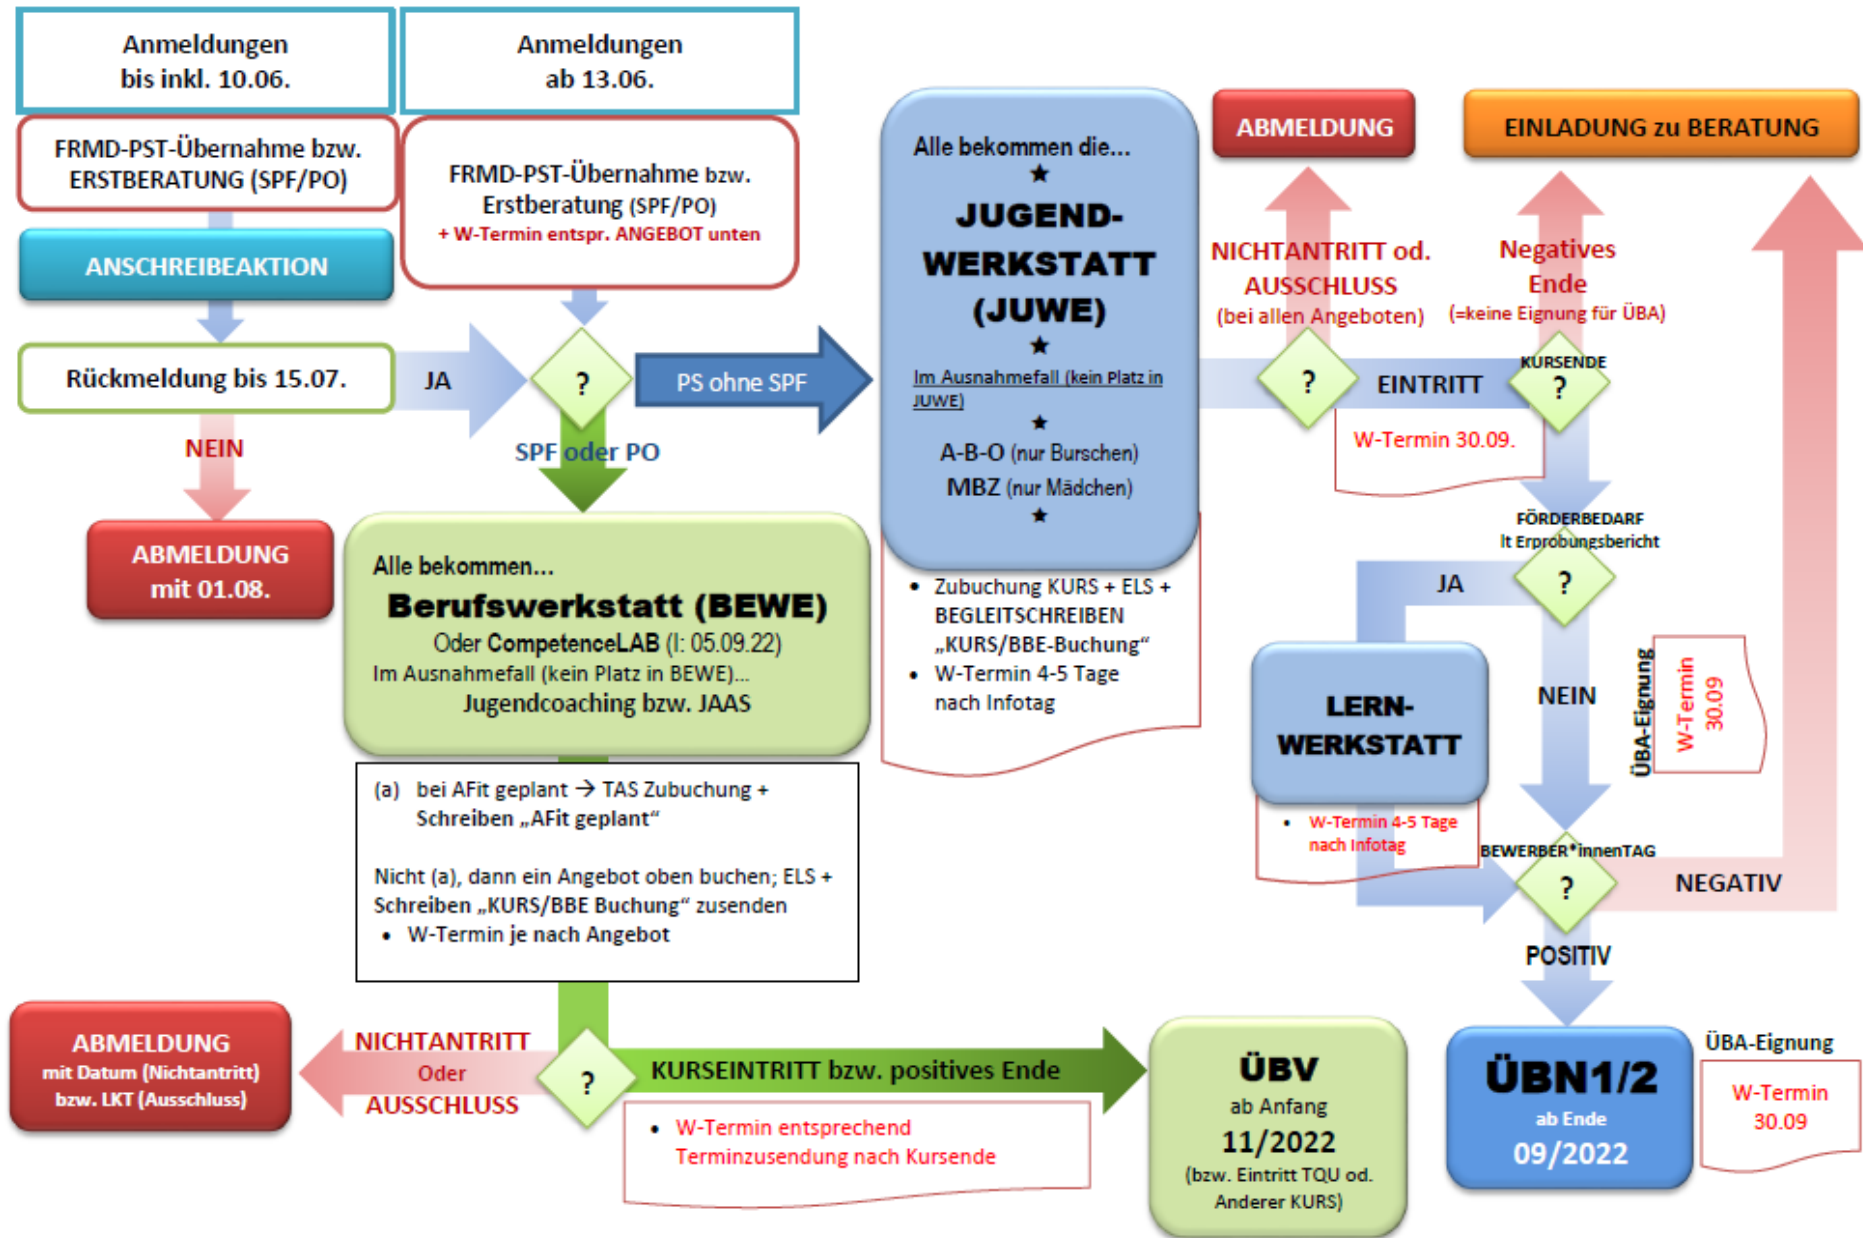 Anmeldungen
bis inkl. 10.06.
Anmeldungen
ab 13.06.
FRMD-PST-Übernahme bzw.
ERSTBERATUNG (SPF/PO)
FRMD-PST-Übernahme bzw.
Erstberatung (SPF/PO)
+ W-Termin entspr. ANGEBOT unten
ANSCHREIBEAKTION
Rückmeldung bis 15.07.
JA
?
PS ohne SPF
NEIN
SPF oder PO
ABMELDUNG
mit 01.08.
Alle bekommen die...
★
JUGEND-
WERKSTATT
(JUWE)
★
Im Ausnahmefall (kein Platz in
JUWE)
★
A-B-O (nur Burschen)
MBZ (nur Mädchen)
★
• Zubuchung KURS + ELS +
BEGLEITSCHREIBEN
„KURS/BBE-Buchung“
• W-Termin 4-5 Tage
nach Infotag
ABMELDUNG
EINLADUNG zu BERATUNG
NICHTANTRITT od.
AUSSCHLUSS
(bei allen Angeboten)
Negatives
Ende
(=keine Eignung für ÜBA)
?
EINTRITT
KURSENDE
?
W-Termin 30.09.
FÖRDERBEDARF
lt Erprobungsbericht
?
JA
NEIN
ÜBA-Eignung
W-Termin
30.09
LERN-
WERKSTATT
• W-Termin 4-5 Tage
nach Infotag
BEWERBER*innenTAG
?
NEGATIV
POSITIV
Alle bekommen...
Berufswerkstatt (BEWE)
Oder CompetenceLAB (I: 05.09.22)
Im Ausnahmefall (kein Platz in BEWE)...
Jugendcoaching bzw. JAAS
(a) bei AFit geplant → TAS Zubuchung +
Schreiben „AFit geplant“
Nicht (a), dann ein Angebot oben buchen; ELS +
Schreiben „KURS/BBE Buchung“ zusenden
• W-Termin je nach Angebot
ABMELDUNG
mit Datum (Nichtantritt)
bzw. LKT (Ausschluss)
NICHTANTRITT
Oder
AUSSCHLUSS
?
KURSEINTRITT bzw. positives Ende
• W-Termin entsprechend
Terminzusendung nach Kursende
ÜBV
ab Anfang
11/2022
(bzw. Eintritt TQU od.
Anderer KURS)
ÜBN1/2
ab Ende
09/2022
ÜBA-Eignung
W-Termin
30.09